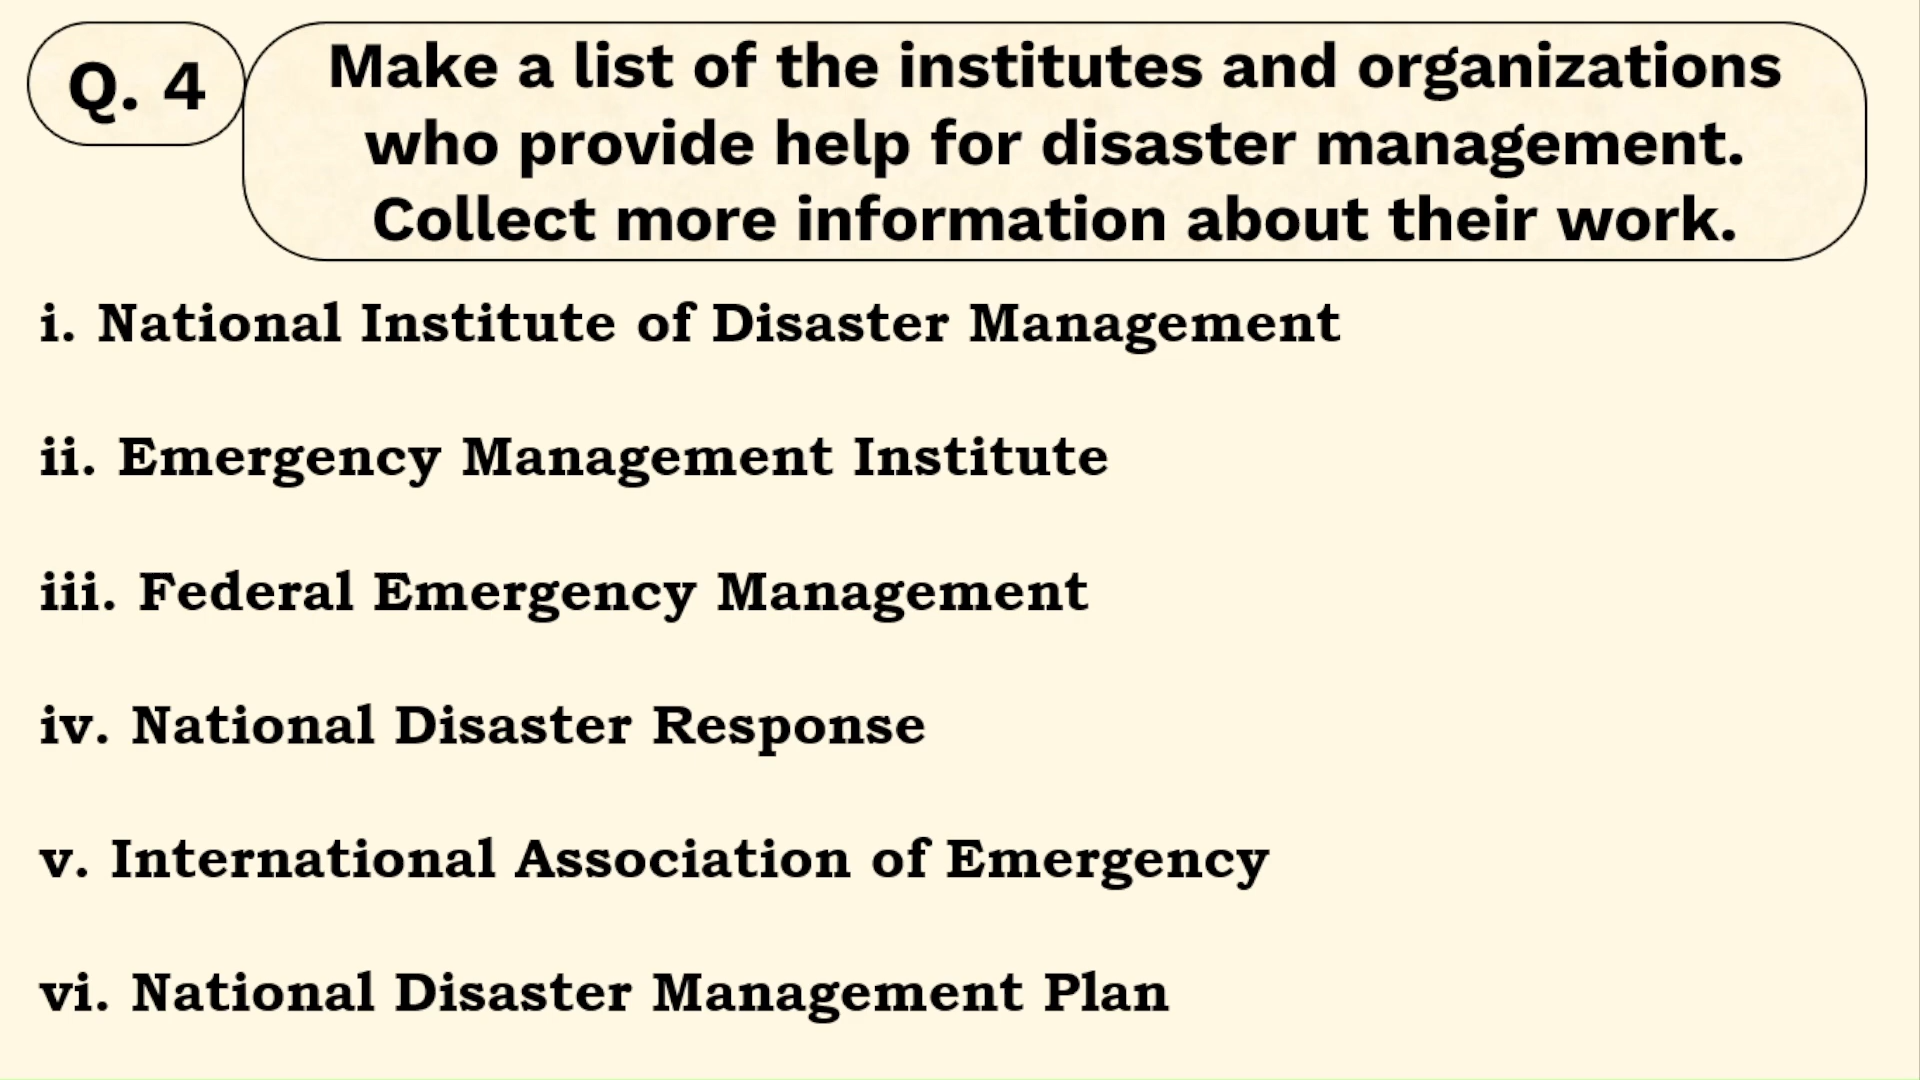 Q. 4
Make a list of the institutes and organizations
who provide help for disaster management.
Collect more information about their work.
i. National Institute of Disaster Management
ii. Emergency Management Institute
iii. Federal Emergency Management
iv. National Disaster Response
v. International Association of Emergency
vi. National Disaster Management Plan